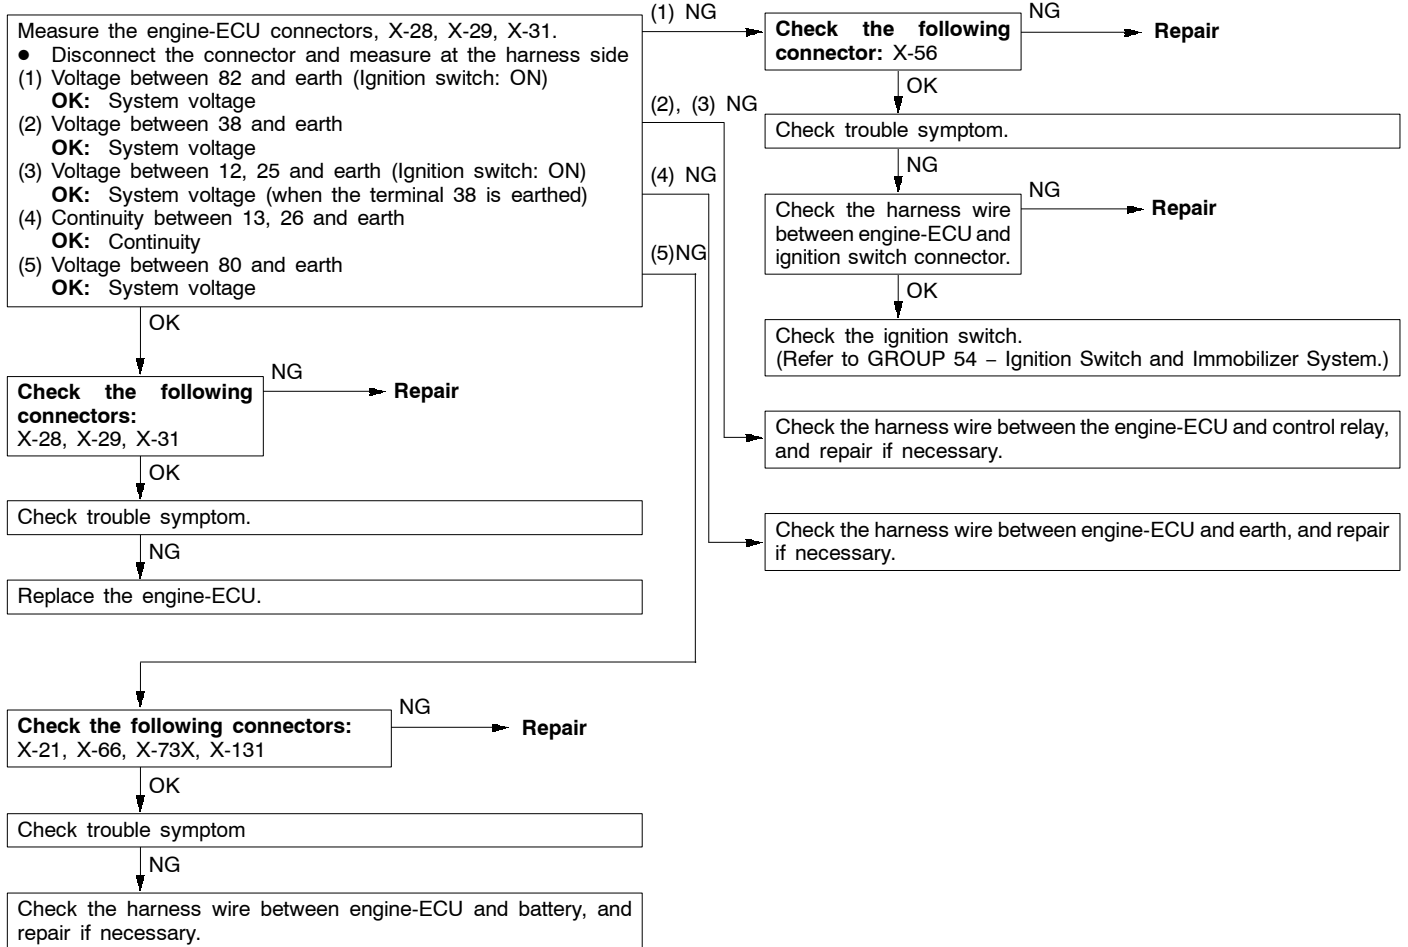 Measure the engine-ECU connectors, X-28, X-29, X-31.
● Disconnect the connector and measure at the harness side
(1) Voltage between 82 and earth (Ignition switch: ON)
OK: System voltage
(2) Voltage between 38 and earth
OK: System voltage
(3) Voltage between 12, 25 and earth (Ignition switch: ON)
OK: System voltage (when the terminal 38 is earthed)
(4) Continuity between 13, 26 and earth
OK: Continuity
(5) Voltage between 80 and earth
OK: System voltage
(1) NG
Check the following
connector: X-56
NG
Repair
OK
Check trouble symptom.
NG
Check the harness wire
between engine-ECU and
ignition switch connector.
NG
Repair
OK
Check the ignition switch.
(Refer to GROUP 54 – Ignition Switch and Immobilizer System.)
(2), (3) NG
Check the harness wire between the engine-ECU and control relay,
and repair if necessary.
(4) NG
Check the harness wire between engine-ECU and earth, and repair
if necessary.
(5)NG
OK
Check the following
connectors:
X-28, X-29, X-31
NG
Repair
OK
Check trouble symptom.
NG
Replace the engine-ECU.
Check the following connectors:
X-21, X-66, X-73X, X-131
NG
Repair
OK
Check trouble symptom
NG
Check the harness wire between engine-ECU and battery, and
repair if necessary.